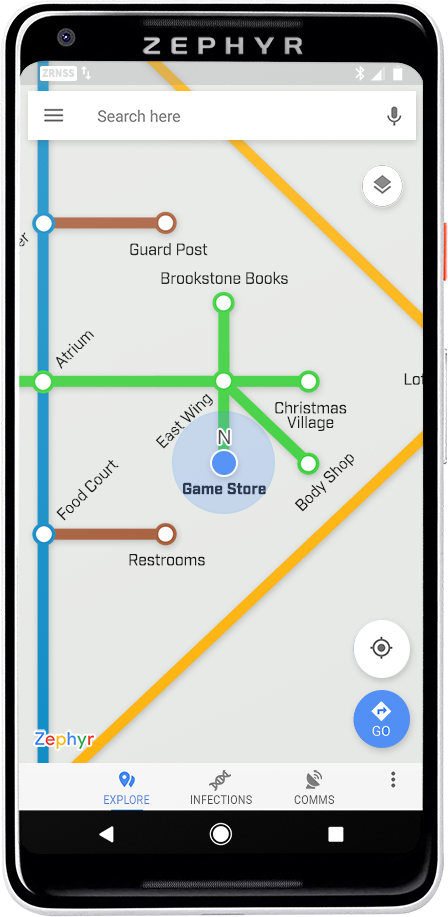 ZEPHYR
ZRNSS
Search here
er
Guard Post
Brookstone Books
Atrium
Lof
Christmas
Village
East Wing
N
Game Store
Body Shop
Food Court
Restrooms
GO
Zephyr
EXPLORE
INFECTIONS
COMMS